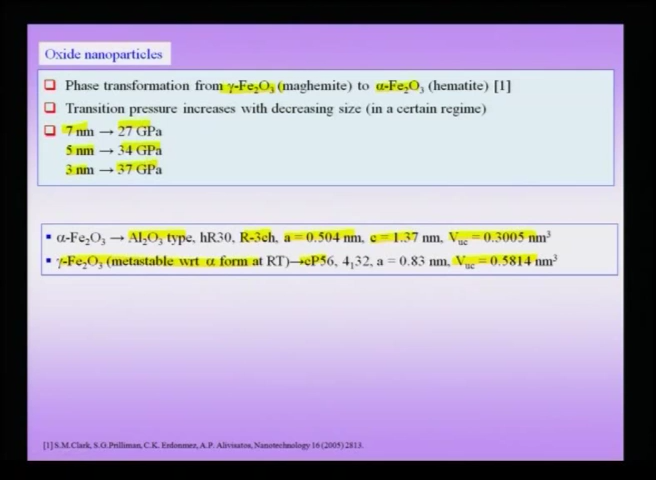 Oxide nanoparticles
❑ Phase transformation from γ-Fe₂O₃ (maghemite) to α-Fe₂O₃ (hematite) [1]
❑ Transition pressure increases with decreasing size (in a certain regime)
❑ 7 nm → 27 GPa
5 nm → 34 GPa
3 nm → 37 GPa
▪ α-Fe₂O₃ → Al₂O₃ type, hR30, R-3ch, a = 0.504 nm, c = 1.37 nm, Vuc = 0.3005 nm³
▪ γ-Fe₂O₃ (metastable wrt α form at RT)→cP56, 4₁32, a = 0.83 nm, Vuc = 0.5814 nm³
[1] S.M. Clark, S.G. Prilliman, C.K. Erdonmez, A.P. Alivisatos, Nanotechnology 16 (2005) 2813.